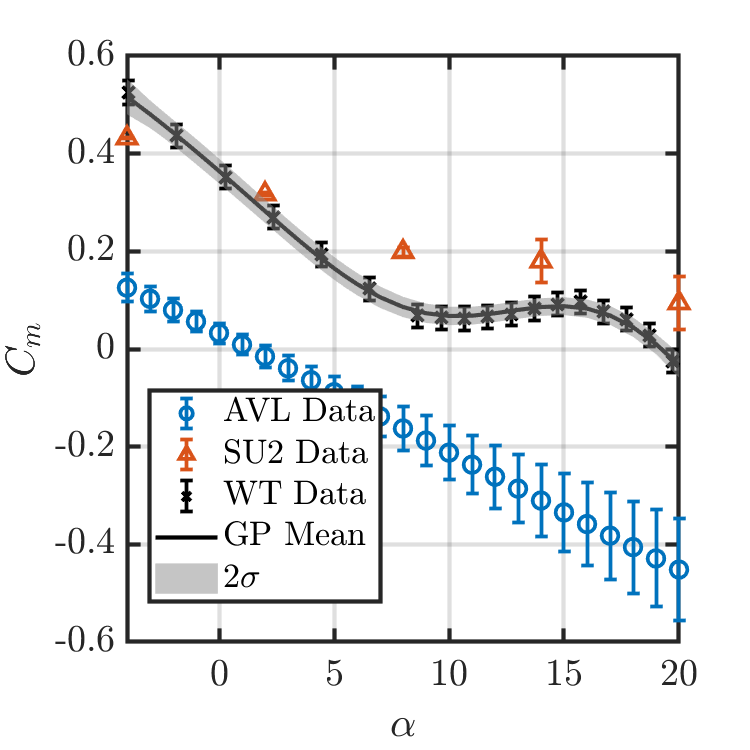 0.6
0.4
0.2
0
-0.2
-0.4
-0.6
C_m
AVL Data
SU2 Data
WT Data
GP Mean
2σ
0 5 10 15 20
α